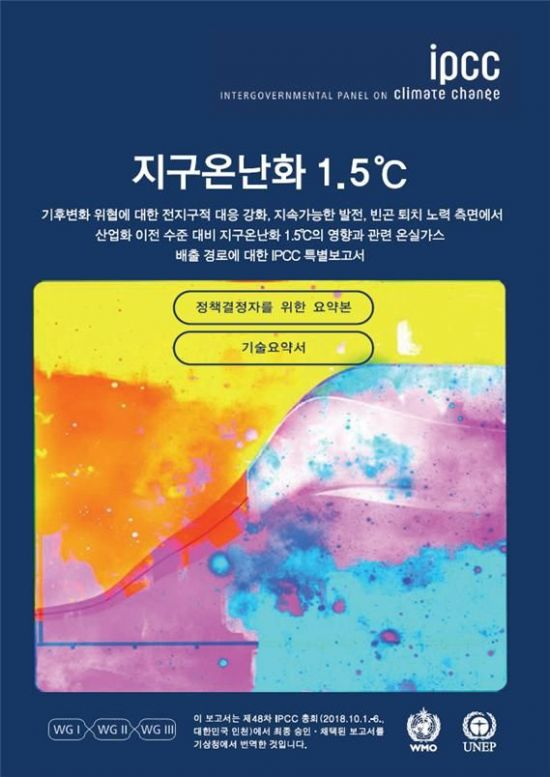 ipcc
INTERGOVERNMENTAL PANEL ON climate change
지구온난화 1.5℃
기후변화 위협에 대한 전지구적 대응 강화, 지속가능한 발전, 빈곤 퇴치 노력 측면에서
산업화 이전 수준 대비 지구온난화 1.5℃의 영향과 관련 온실가스
배출 경로에 대한 IPCC 특별보고서
정책결정자를 위한 요약본
기술요약서
WG I WG II WG III
이 보고서는 제48차 IPCC 총회(2018.10.1.-6.,
대한민국 인천)에서 최종 승인·채택된 보고서를
기상청에서 번역한 것입니다.
WMO UNEP